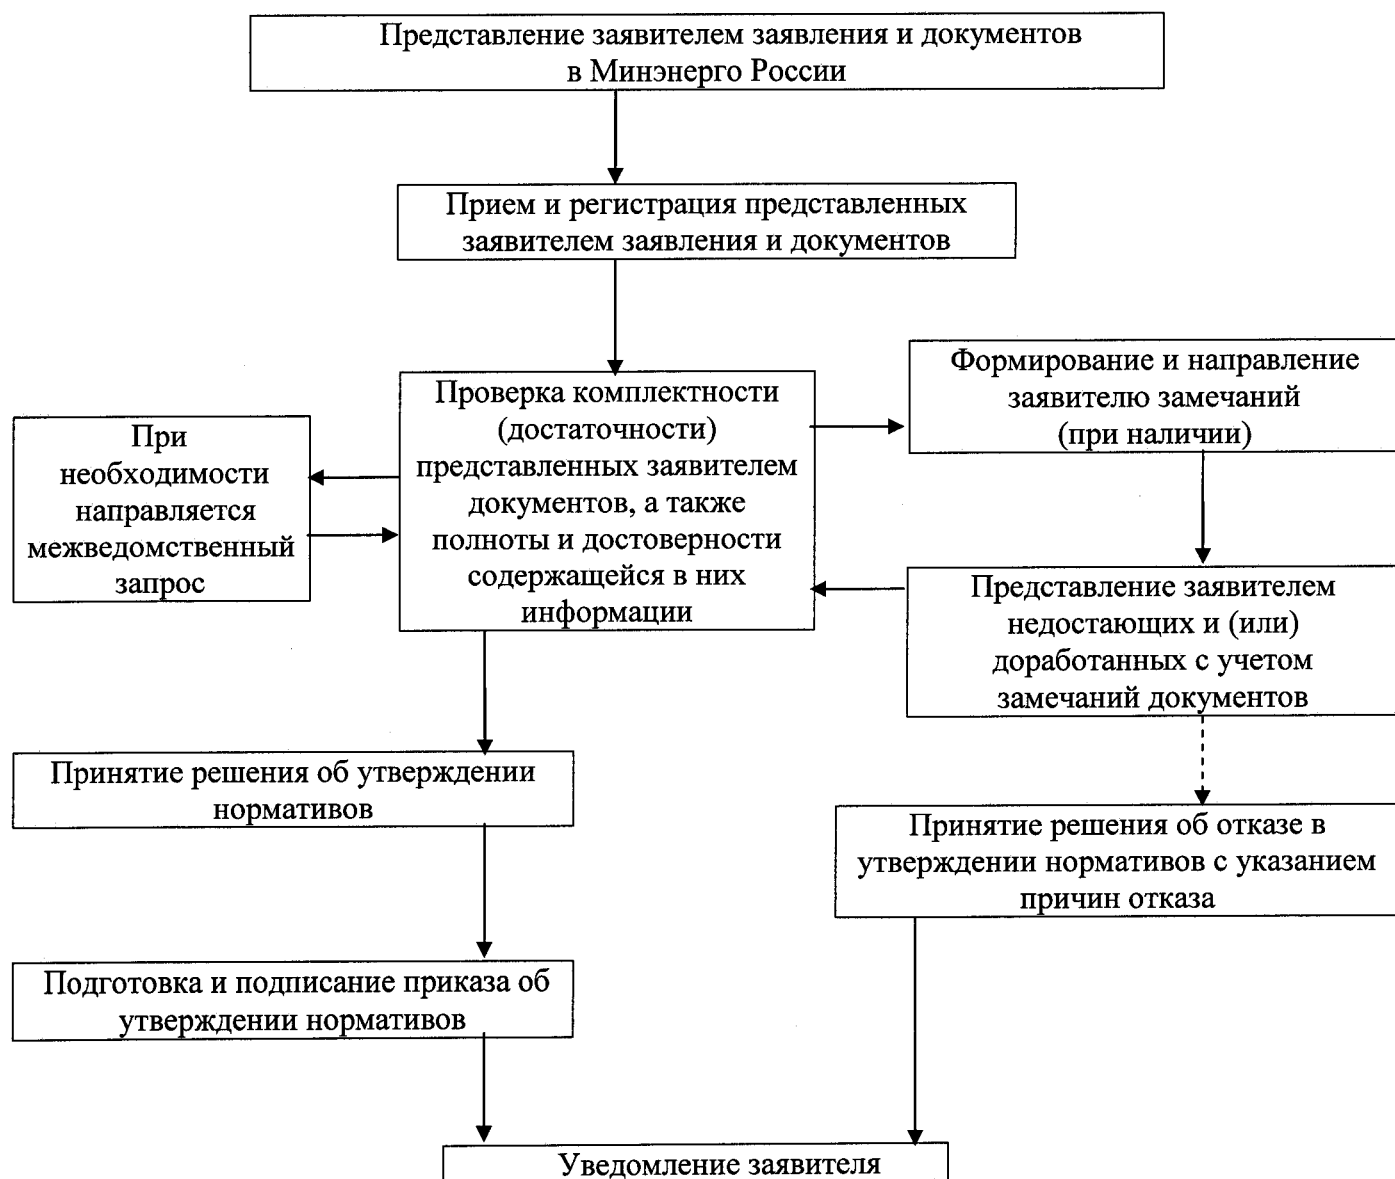 Представление заявителем заявления и документов
в Минэнерго России
Прием и регистрация представленных
заявителем заявления и документов
Формирование и направление
заявителю замечаний
(при наличии)
Проверка комплектности
(достаточности)
представленных заявителем
документов, а также
полноты и достоверности
содержащейся в них
информации
При
необходимости
направляется
межведомственный
запрос
Представление заявителем
недостающих и (или)
доработанных с учетом
замечаний документов
Принятие решения об утверждении
нормативов
Принятие решения об отказе в
утверждении нормативов с указанием
причин отказа
Подготовка и подписание приказа об
утверждении нормативов
Уведомление заявителя